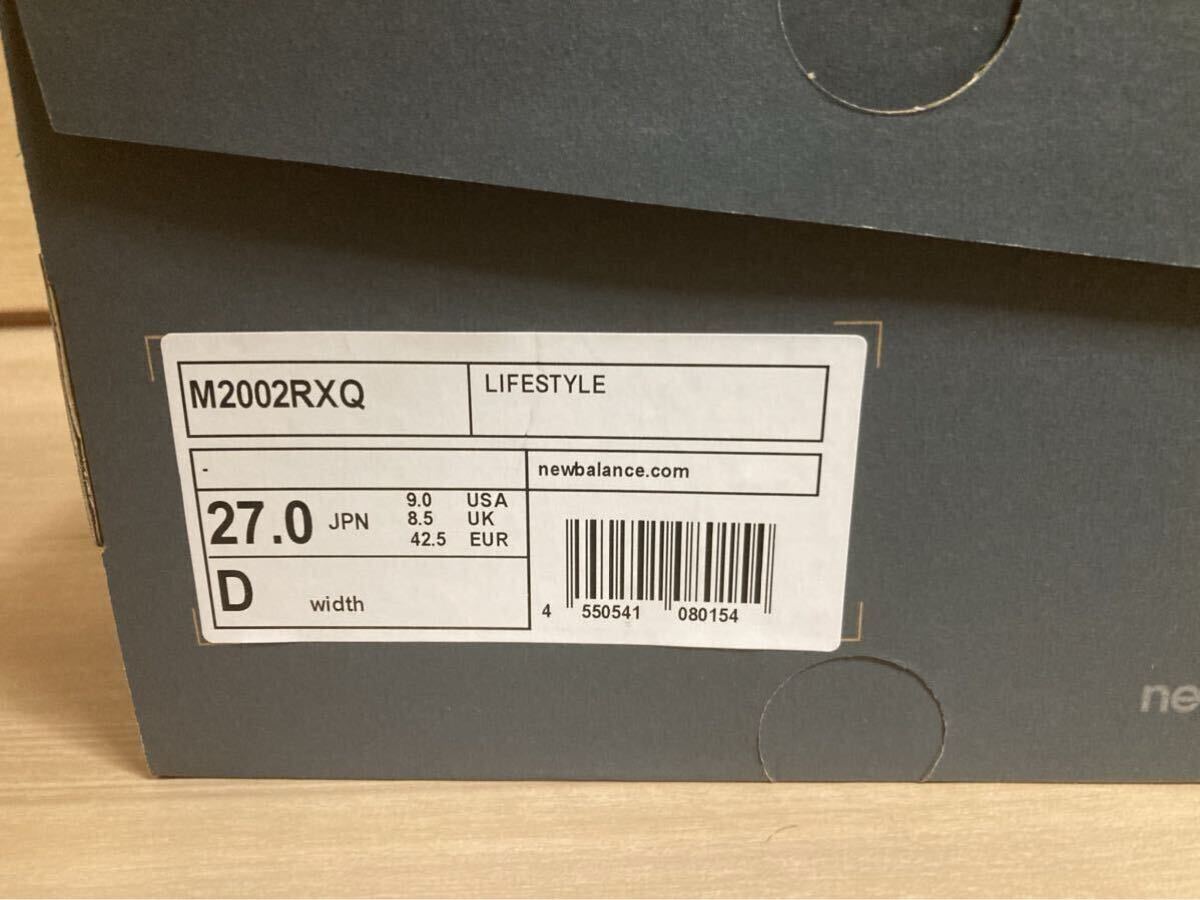 M2002RXQ
LIFESTYLE
-
newbalance.com
27.0 JPN
9.0 USA
8.5 UK
42.5 EUR
D width
4 550541 080154
ne